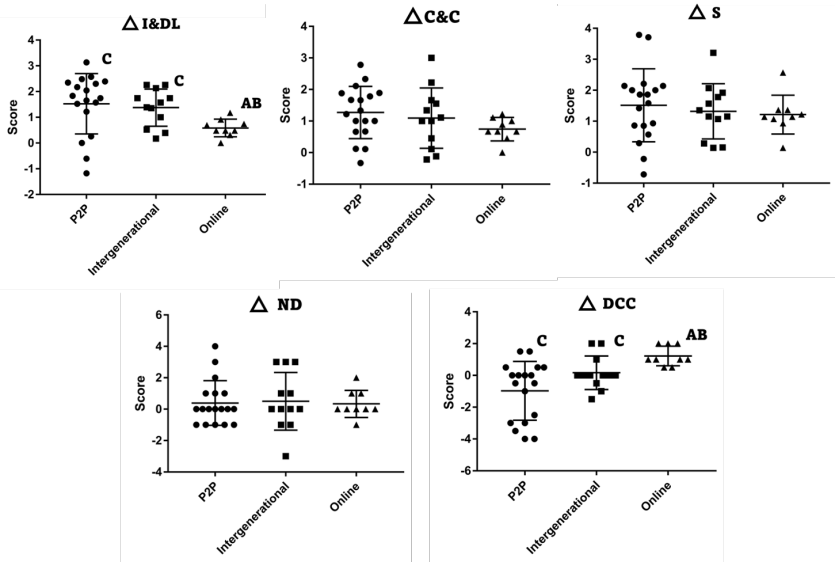 △ I&DL
Score
4
3
2
1
0
-1
-2
C
C
AB
P2P
Intergenerational
Online
△ C&C
Score
4
3
2
1
0
-1
P2P
Intergenerational
Online
△ S
Score
4
3
2
1
0
-1
P2P
Intergenerational
Online
△ ND
Score
6
4
2
0
-2
-4
P2P
Intergenerational
Online
△ DCC
Score
4
2
0
-2
-4
-6
C
C
AB
P2P
Intergenerational
Online